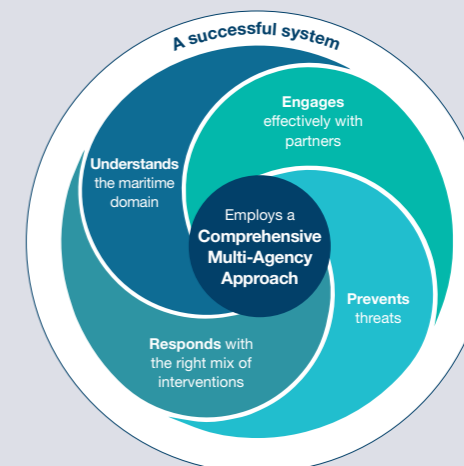 A successful system
Engages
effectively with
partners
Understands
the maritime
domain
Employs a
Comprehensive
Multi-Agency
Approach
Prevents
threats
Responds with
the right mix of
interventions